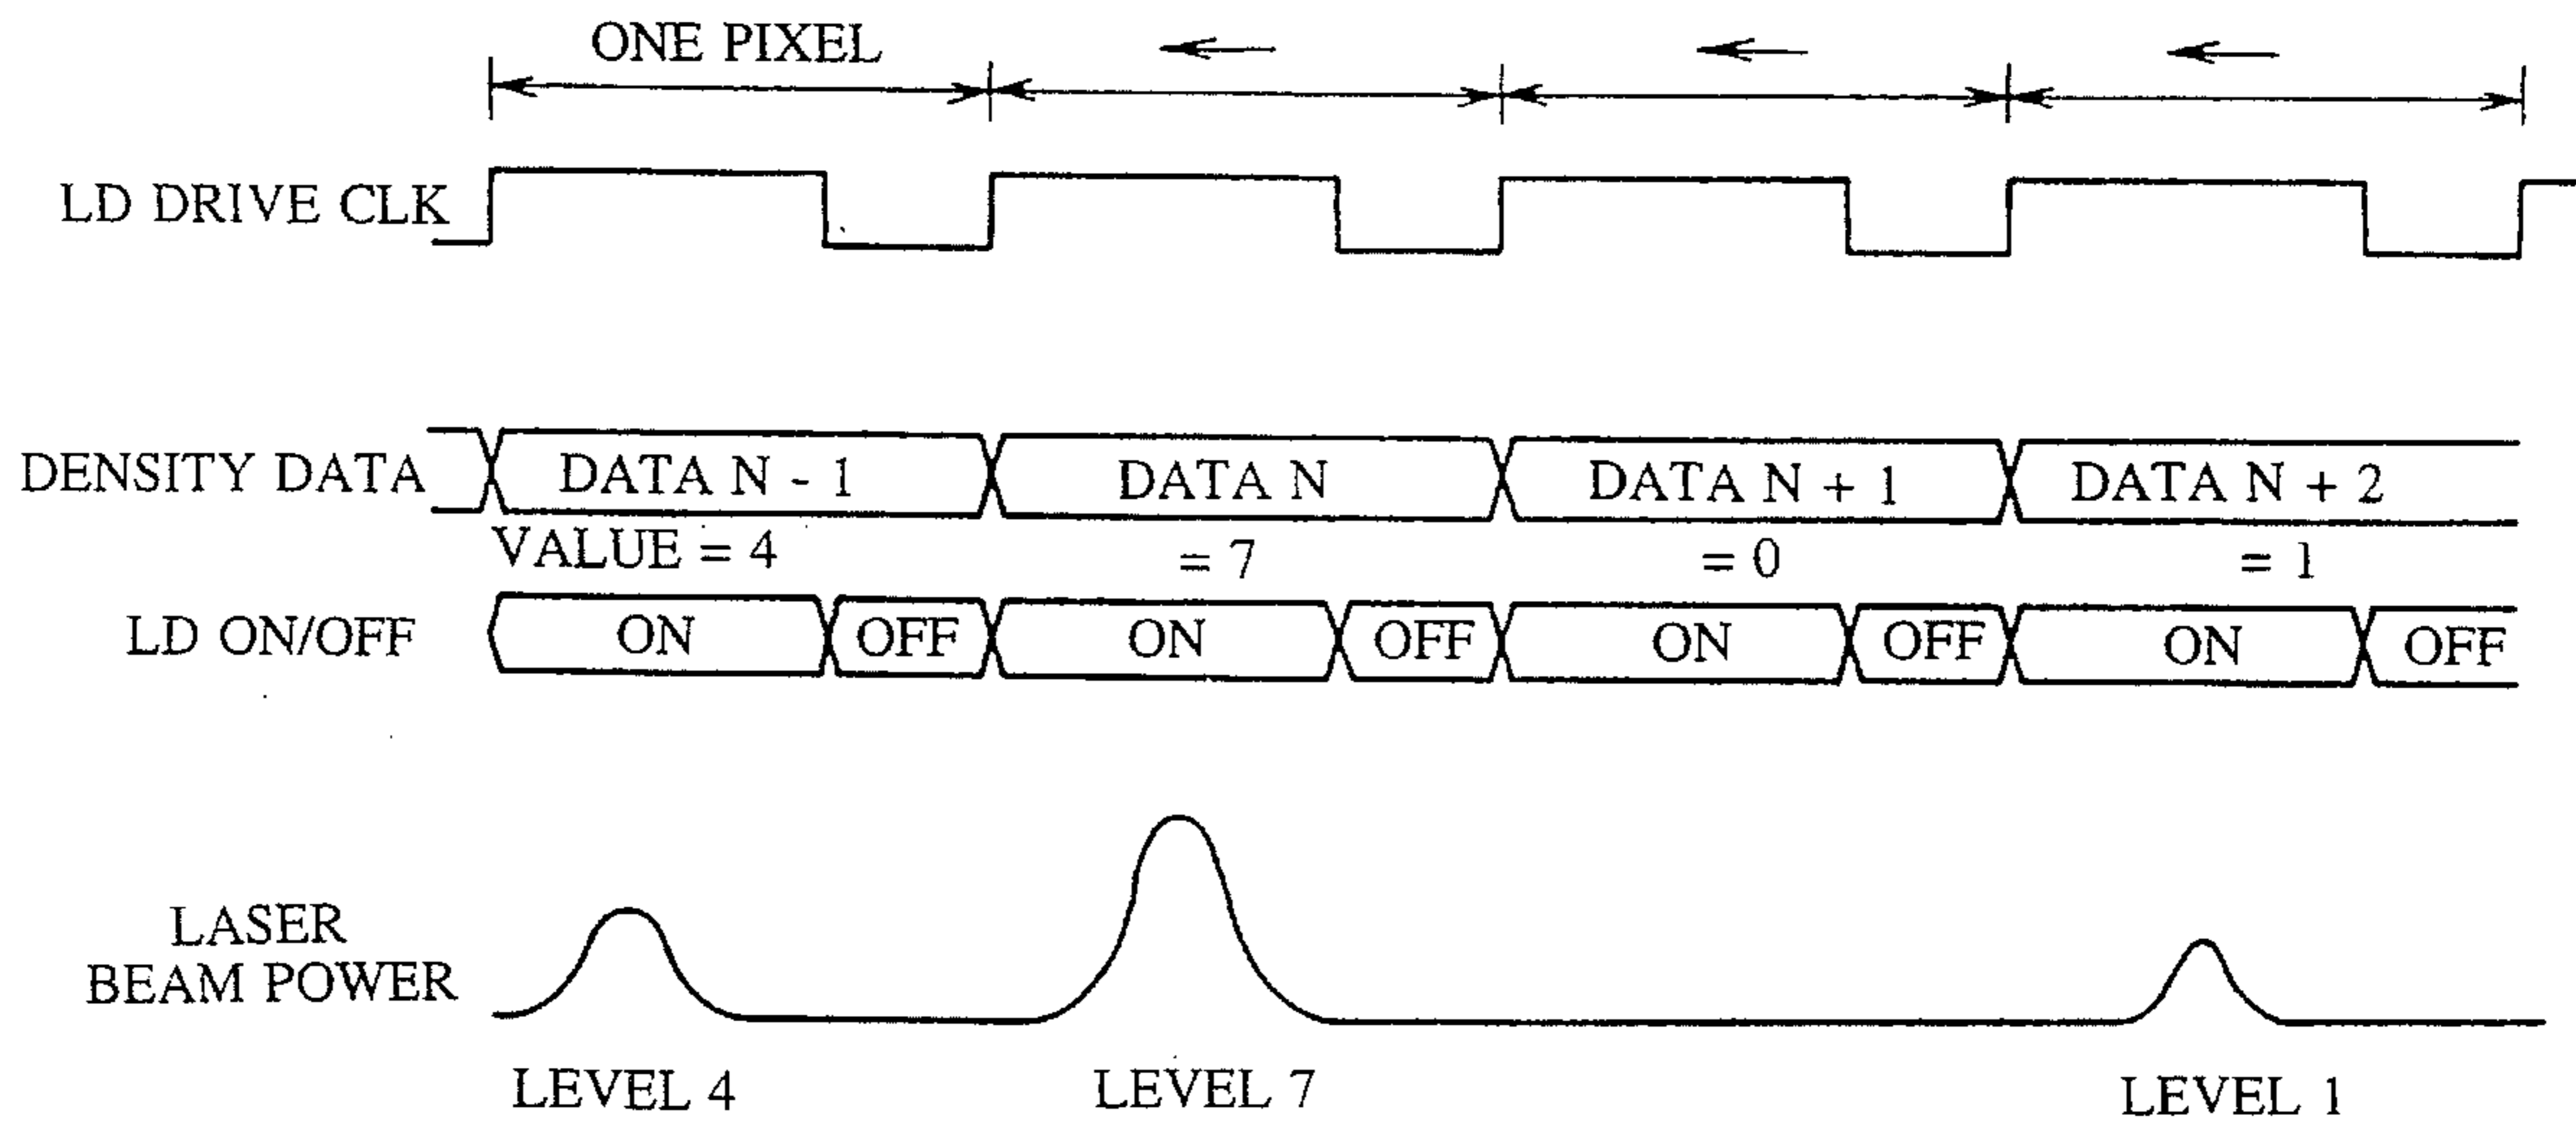 ONE PIXEL
LD DRIVE CLK
DENSITY DATA
DATA N - 1
DATA N
DATA N + 1
DATA N + 2
VALUE = 4
= 7
= 0
= 1
LD ON/OFF
ON
OFF
ON
OFF
ON
OFF
ON
OFF
LASER
BEAM POWER
LEVEL 4
LEVEL 7
LEVEL 1